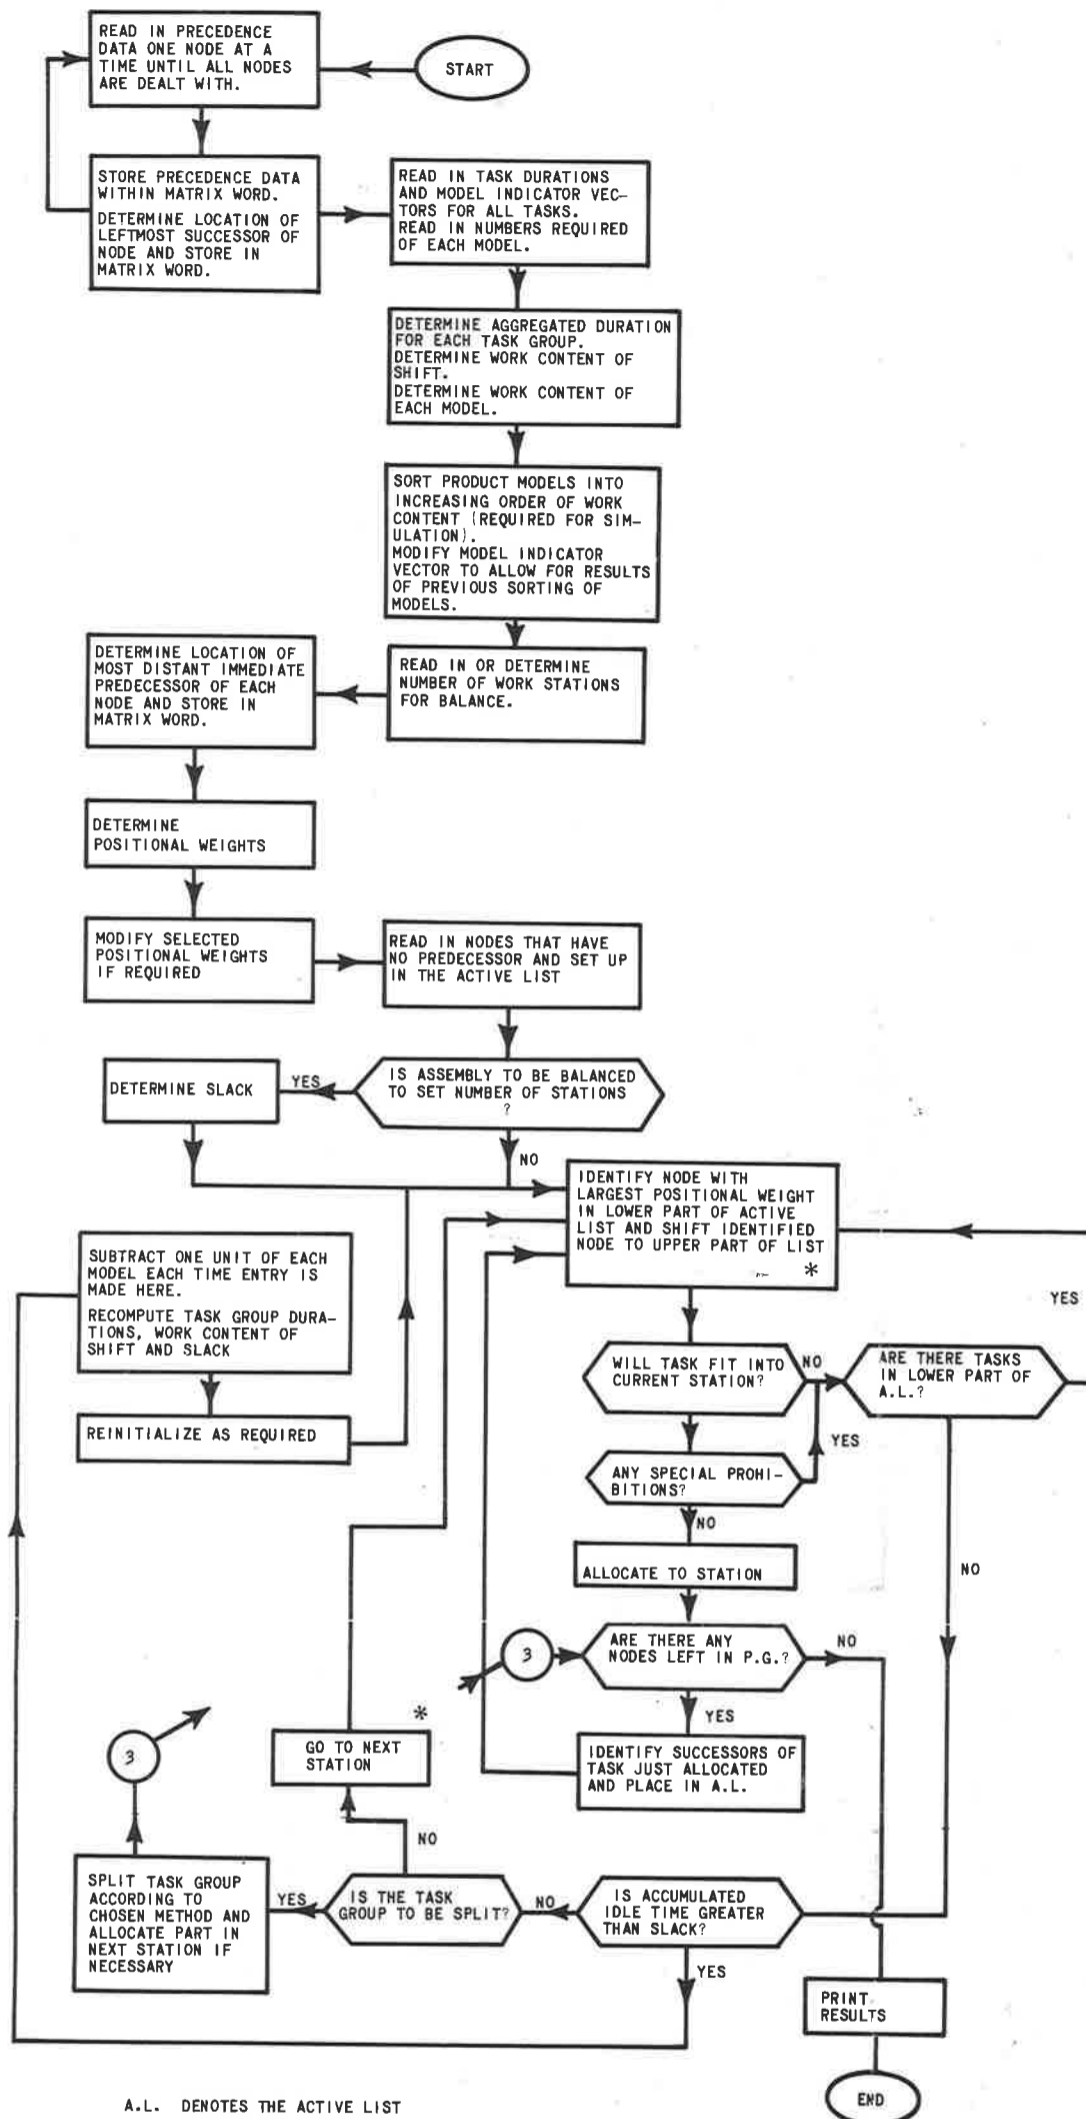 READ IN PRECEDENCE
DATA ONE NODE AT A
TIME UNTIL ALL NODES
ARE DEALT WITH.
START
STORE PRECEDENCE DATA
WITHIN MATRIX WORD.
DETERMINE LOCATION OF
LEFTMOST SUCCESSOR OF
NODE AND STORE IN
MATRIX WORD.
READ IN TASK DURATIONS
AND MODEL INDICATOR VEC-
TORS FOR ALL TASKS.
READ IN NUMBERS REQUIRED
OF EACH MODEL.
DETERMINE AGGREGATED DURATION
FOR EACH TASK GROUP.
DETERMINE WORK CONTENT OF
SHIFT.
DETERMINE WORK CONTENT OF
EACH MODEL.
SORT PRODUCT MODELS INTO
INCREASING ORDER OF WORK
CONTENT (REQUIRED FOR SIM-
ULATION).
MODIFY MODEL INDICATOR
VECTOR TO ALLOW FOR RESULTS
OF PREVIOUS SORTING OF
MODELS.
READ IN OR DETERMINE
NUMBER OF WORK STATIONS
FOR BALANCE.
DETERMINE LOCATION OF
MOST DISTANT IMMEDIATE
PREDECESSOR OF EACH
NODE AND STORE IN
MATRIX WORD.
DETERMINE
POSITIONAL WEIGHTS
MODIFY SELECTED
POSITIONAL WEIGHTS
IF REQUIRED
READ IN NODES THAT HAVE
NO PREDECESSOR AND SET UP
IN THE ACTIVE LIST
IS ASSEMBLY TO BE BALANCED
TO SET NUMBER OF STATIONS
?
YES
DETERMINE SLACK
NO
IDENTIFY NODE WITH
LARGEST POSITIONAL WEIGHT
IN LOWER PART OF ACTIVE
LIST AND SHIFT IDENTIFIED
NODE TO UPPER PART OF LIST
*
SUBTRACT ONE UNIT OF EACH
MODEL EACH TIME ENTRY IS
MADE HERE.
RECOMPUTE TASK GROUP DURA-
TIONS, WORK CONTENT OF
SHIFT AND SLACK
REINITIALIZE AS REQUIRED
WILL TASK FIT INTO
CURRENT STATION?
NO
ARE THERE TASKS
IN LOWER PART OF
A.L.?
YES
YES
ANY SPECIAL PROHI-
BITIONS?
NO
NO
ALLOCATE TO STATION
3
ARE THERE ANY
NODES LEFT IN P.G.?
NO
YES
IDENTIFY SUCCESSORS OF
TASK JUST ALLOCATED
AND PLACE IN A.L.
*
GO TO NEXT
STATION
3
NO
SPLIT TASK GROUP
ACCORDING TO
CHOSEN METHOD AND
ALLOCATE PART IN
NEXT STATION IF
NECESSARY
YES
IS THE TASK
GROUP TO BE SPLIT?
NO
IS ACCUMULATED
IDLE TIME GREATER
THAN SLACK?
YES
PRINT
RESULTS
END
A.L. DENOTES THE ACTIVE LIST